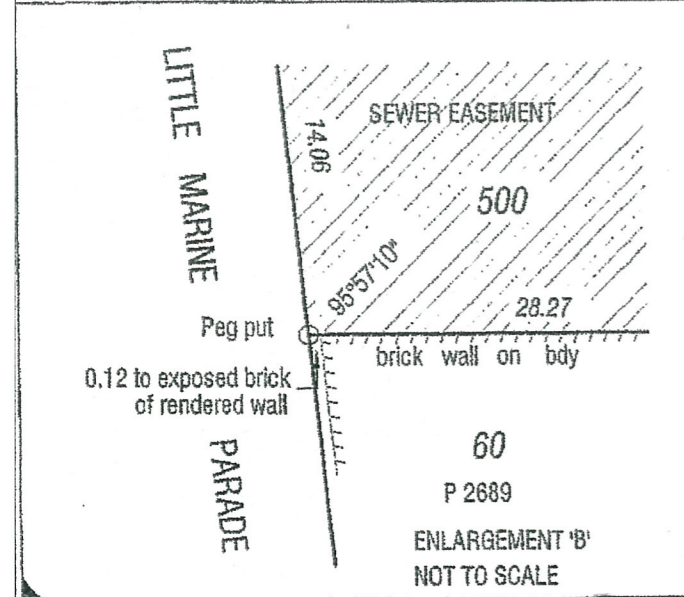 LITTLE MARINE PARADE
SEWER EASEMENT
14.06
500
95°57'10"
28.27
Peg put
brick wall on bdy
0.12 to exposed brick
of rendered wall
60
P 2689
ENLARGEMENT 'B'
NOT TO SCALE